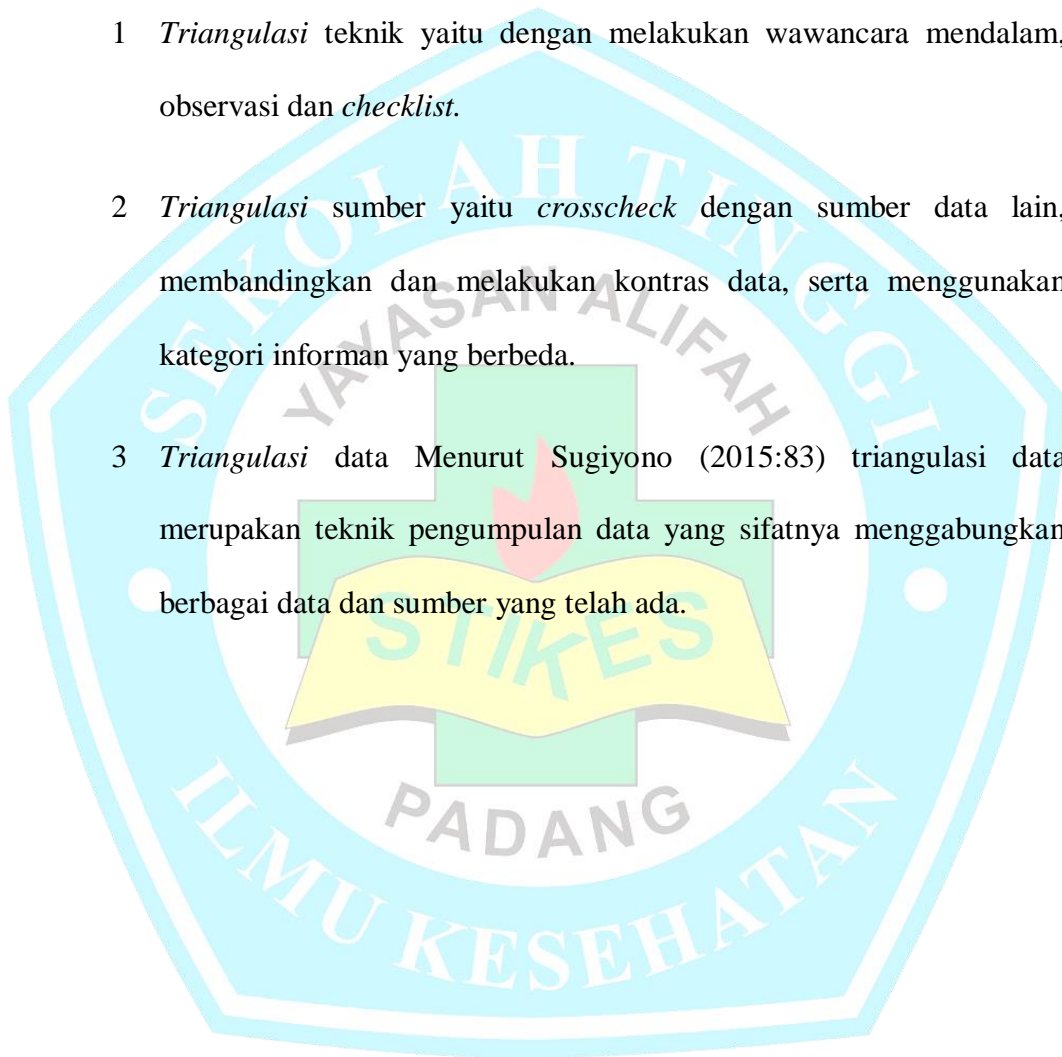 1 Triangulasi teknik yaitu dengan melakukan wawancara mendalam,
observasi dan checklist.
2 Triangulasi sumber yaitu crosscheck dengan sumber data lain,
membandingkan dan melakukan kontras data, serta menggunakan
kategori informan yang berbeda.
3 Triangulasi data Menurut Sugiyono (2015:83) triangulasi data
merupakan teknik pengumpulan data yang sifatnya menggabungkan
berbagai data dan sumber yang telah ada.
SEKOLAH TINGGI
YAYASAN ALIFAH
STIKES
PADANG
ILMU KESEHATAN